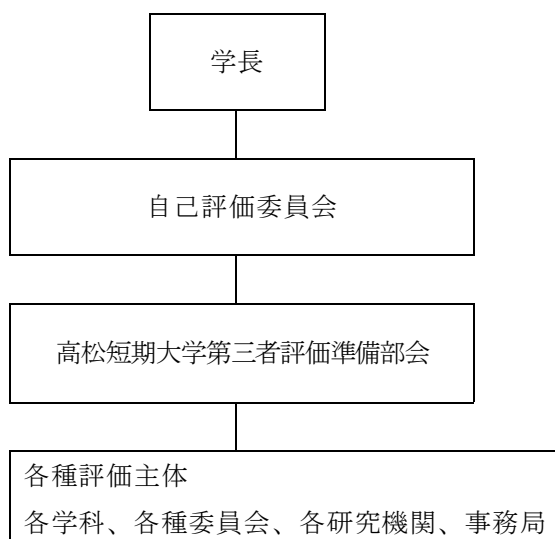 学長
自己評価委員会
高松短期大学第三者評価準備部会
各種評価主体
各学科、各種委員会、各研究機関、事務局